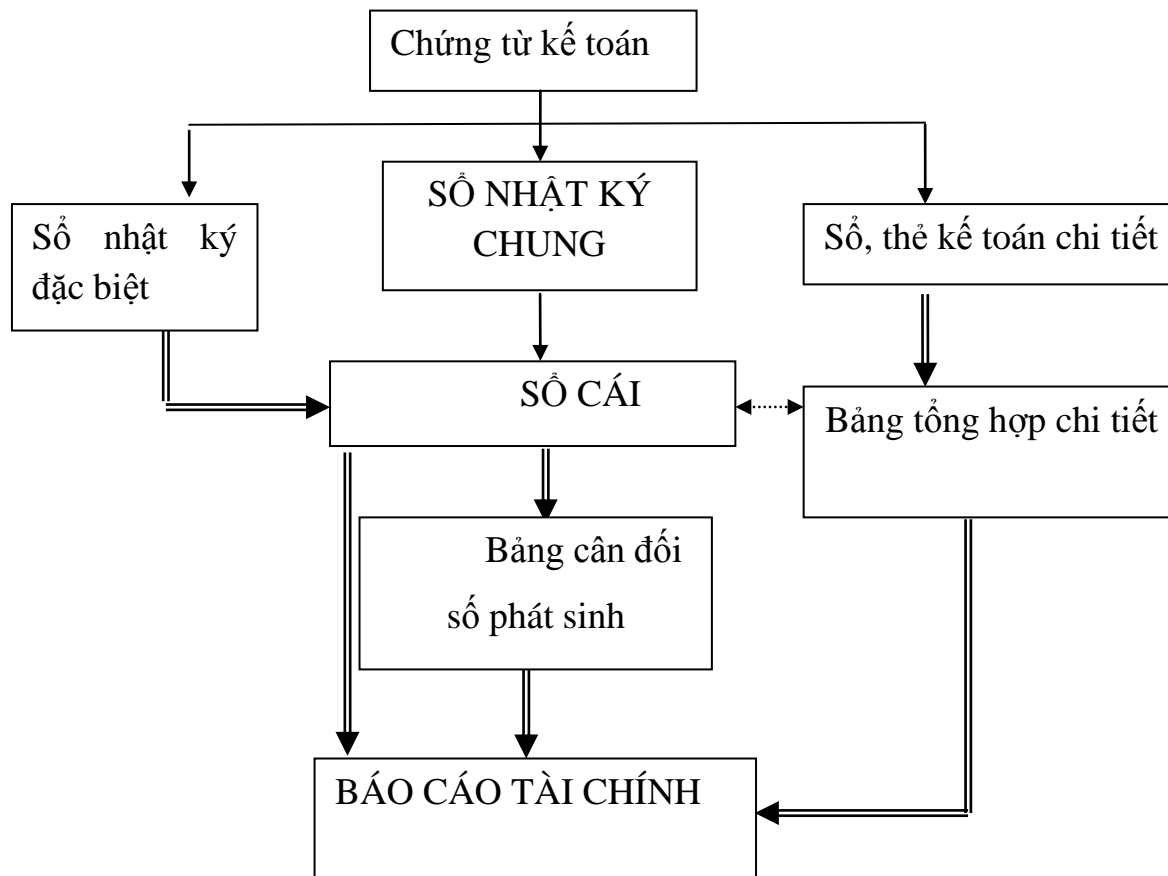 Chứng từ kế toán
SỔ NHẬT KÝ
CHUNG
Sổ nhật ký
đặc biệt
Sổ, thẻ kế toán chi tiết
SỔ CÁI
Bảng tổng hợp chi tiết
Bảng cân đối
số phát sinh
BÁO CÁO TÀI CHÍNH